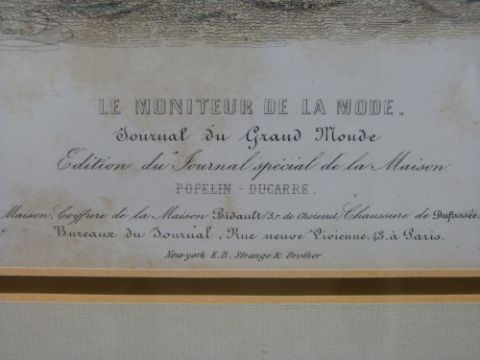 LE MONITEUR DE LA MODE.
Journal du Grand Monde
Edition du Journal spécial de la Maison
POPELIN - DUCARRE.
Maison, Coiffure de la Maison Bidault, 3, r. de Choiseul, Chaussure de Dufossée
Bureaux du Journal, Rue neuve Vivienne, 43, à Paris.
New-york E.B. Strange & Brother.